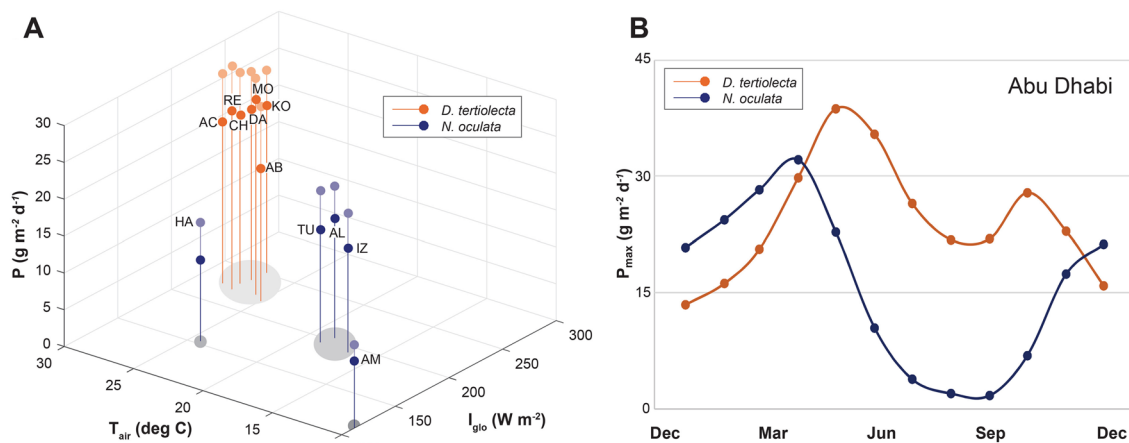 A
D. tertiolecta
N. oculata
MO
RE
KO
AC
CH
DA
AB
HA
TU
AL
IZ
AM
P (g m⁻² d⁻¹)
30
25
20
15
10
5
0
30
25
20
15
T_air (deg C)
150
200
250
300
I_glo (W m⁻²)
B
Abu Dhabi
D. tertiolecta
N. oculata
P_max (g m⁻² d⁻¹)
45
30
15
0
Dec
Mar
Jun
Sep
Dec